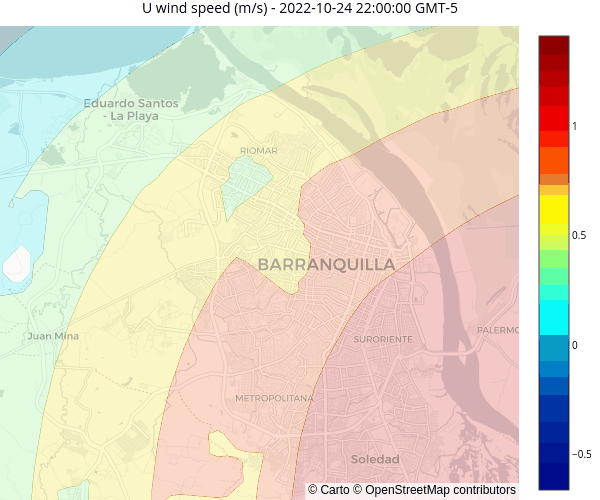 U wind speed (m/s) - 2022-10-24 22:00:00 GMT-5
Eduardo Santos
- La Playa
RIOMAR
1
0.5
BARRANQUILLA
Juan Mina
SURORIENTE
PALERMO
0
METROPOLITANA
Soledad
−0.5
© Carto © OpenStreetMap contributors